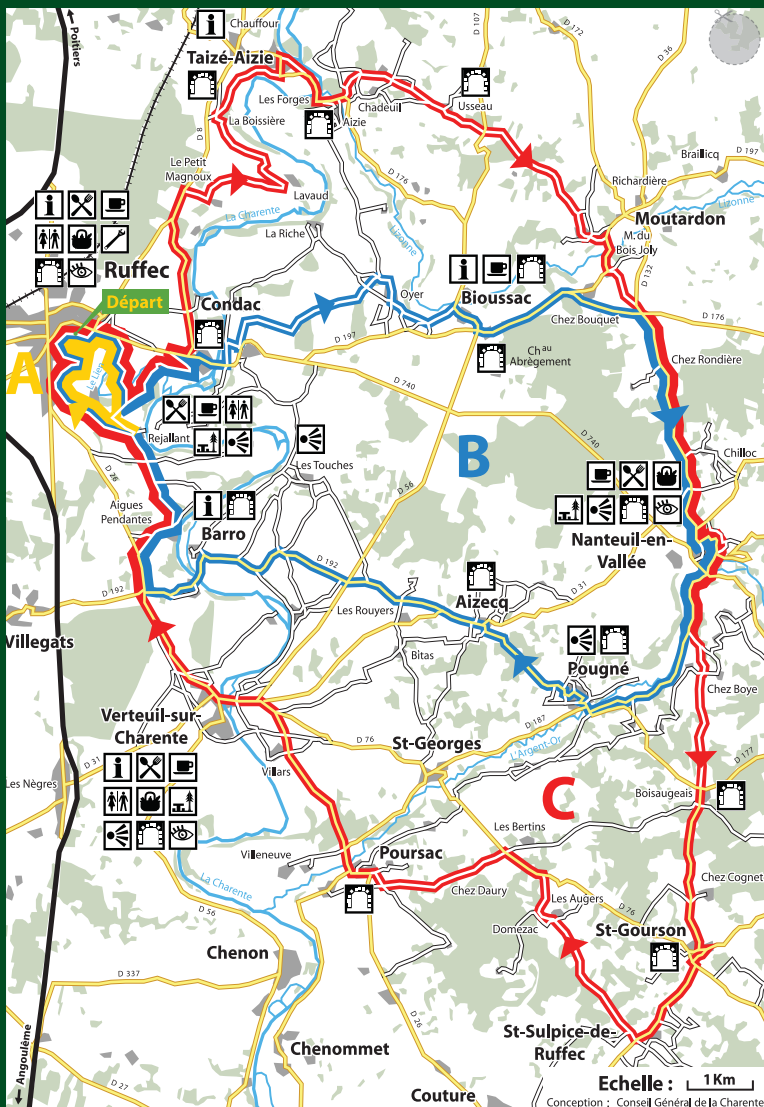 Poitiers
Chauffour
D 107
D 172
D 36
Taizé-Aizie
Les Forges
Chadeuil
Usseau
Aizie
D 8
La Boissière
Le Petit
Magnoux
D 176
Brailicq
D 197
Richardière
Lavaud
Lizonne
La Charente
Moutardon
La Riche
Lizoane
M. du
Bois Joly
Ruffec
D 132
Départ
Condac
Oyer
Bioussac
Chez Bouquet
D 176
D 197
Chau
Abrègement
Chez Rondière
A
Le Lien
D 740
Rejallant
B
D 740
Chilloc
D 26
Les Touches
D 56
Aigues
Pendantes
Barro
Nanteuil-en-
Vallée
D 192
D 192
Aizecq
D 31
Les Rouyers
Villegats
Bitas
Pougné
Chez Boye
Verteuil-sur-
Charente
D 76
St-Georges
D 187
L'Argent-Or
D 177
D 31
Villars
Les Nègres
C
Boisaugeais
Les Bertins
Villeneuve
Poursac
La Charente
Chez Daury
Chez Cognet
Les Augers
D 56
D 76
Domezac
St-Gourson
Chenon
D 337
D 26
St-Sulpice-de-
Ruffec
Chenommet
Angoulême
D 27
Couture
Echelle : 1 Km
Conception : Conseil Général de la Charente